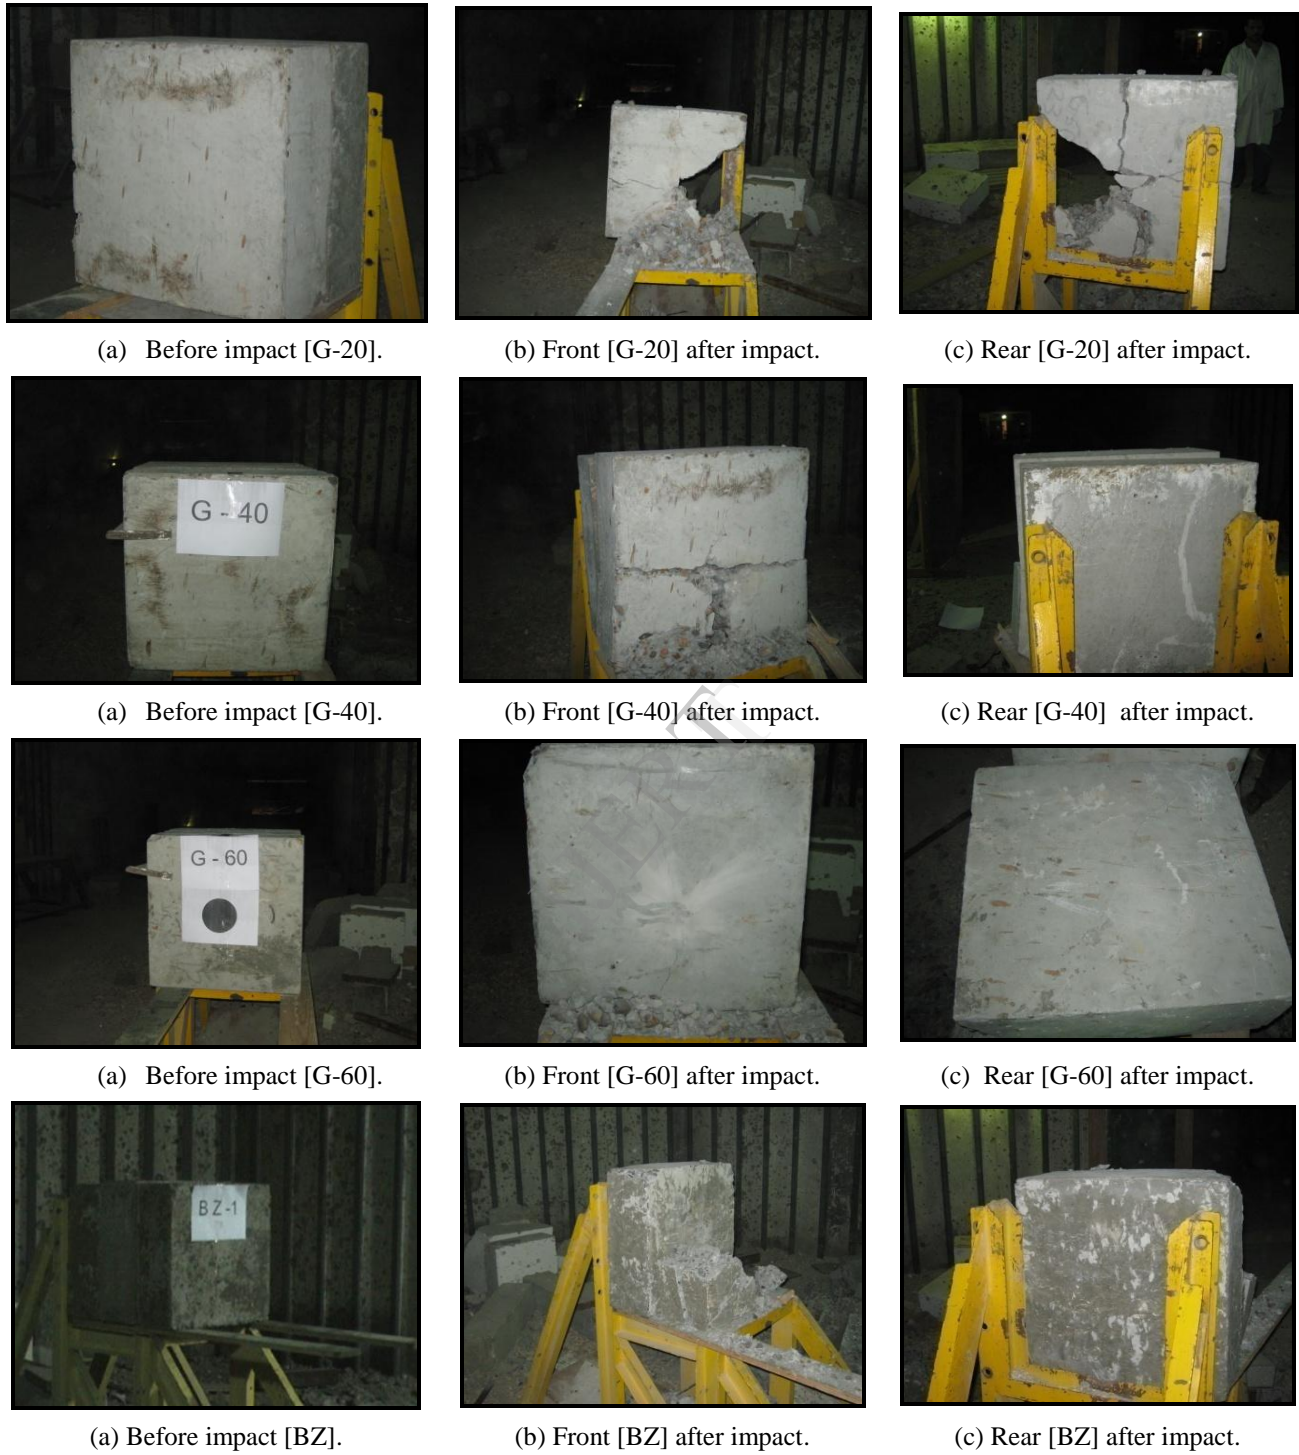 (a) Before impact [G-20].
(b) Front [G-20] after impact.
(c) Rear [G-20] after impact.
G - 40
(a) Before impact [G-40].
(b) Front [G-40] after impact.
(c) Rear [G-40] after impact.
IJERT
G - 60
(a) Before impact [G-60].
(b) Front [G-60] after impact.
(c) Rear [G-60] after impact.
BZ-1
(a) Before impact [BZ].
(b) Front [BZ] after impact.
(c) Rear [BZ] after impact.